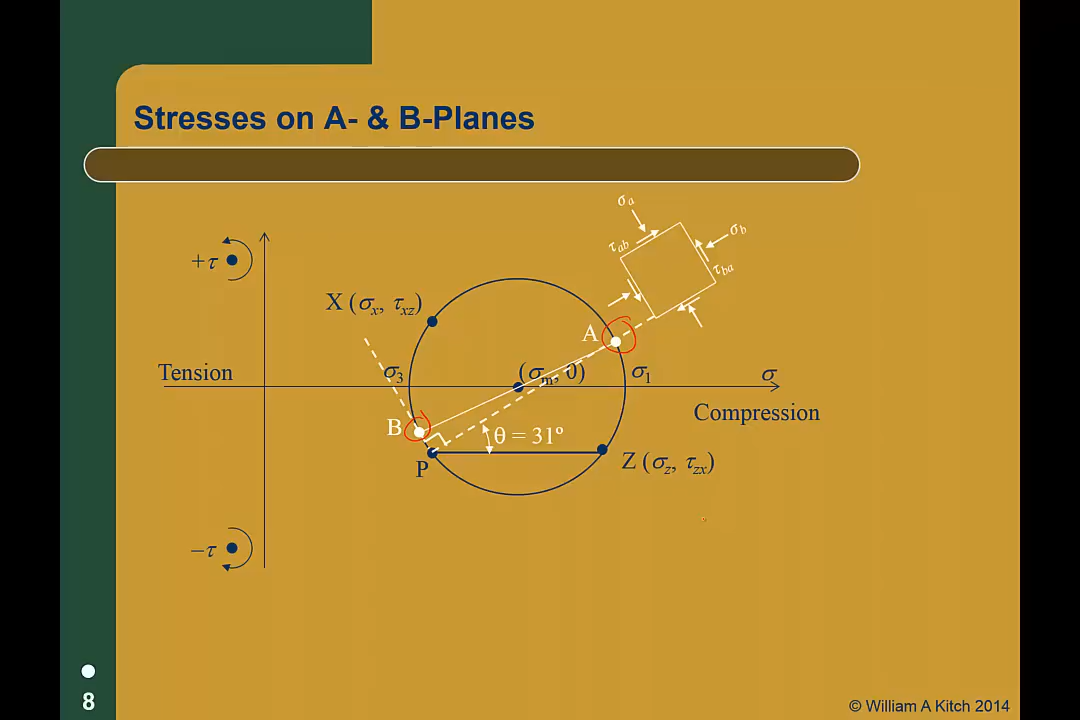 Stresses on A- & B-Planes
σa
σb
τab
τba
+τ
X (σx, τxz)
A
Tension
σ3
(σm, 0)
σ1
σ
Compression
B
θ = 31º
P
Z (σz, τzx)
−τ
8
© William A Kitch 2014